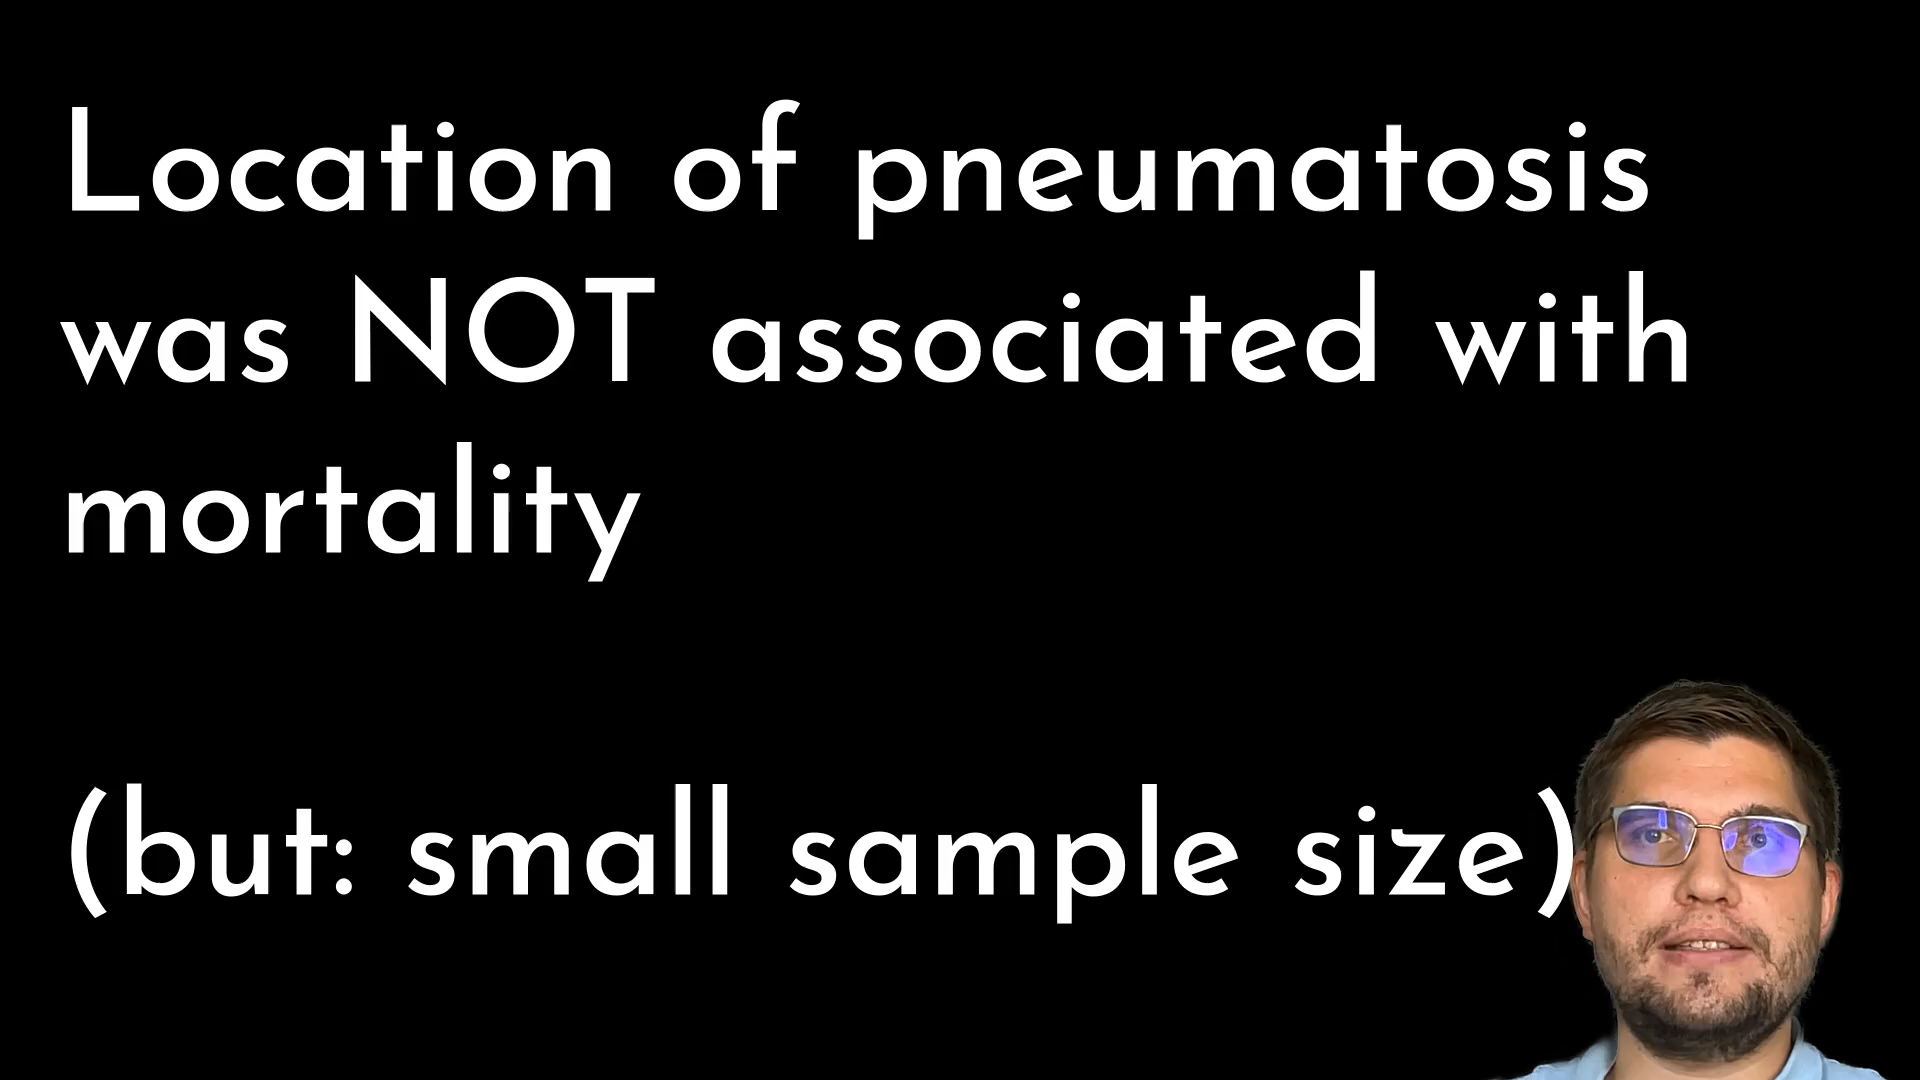 Location of pneumatosis
was NOT associated with
mortality
(but: small sample size)